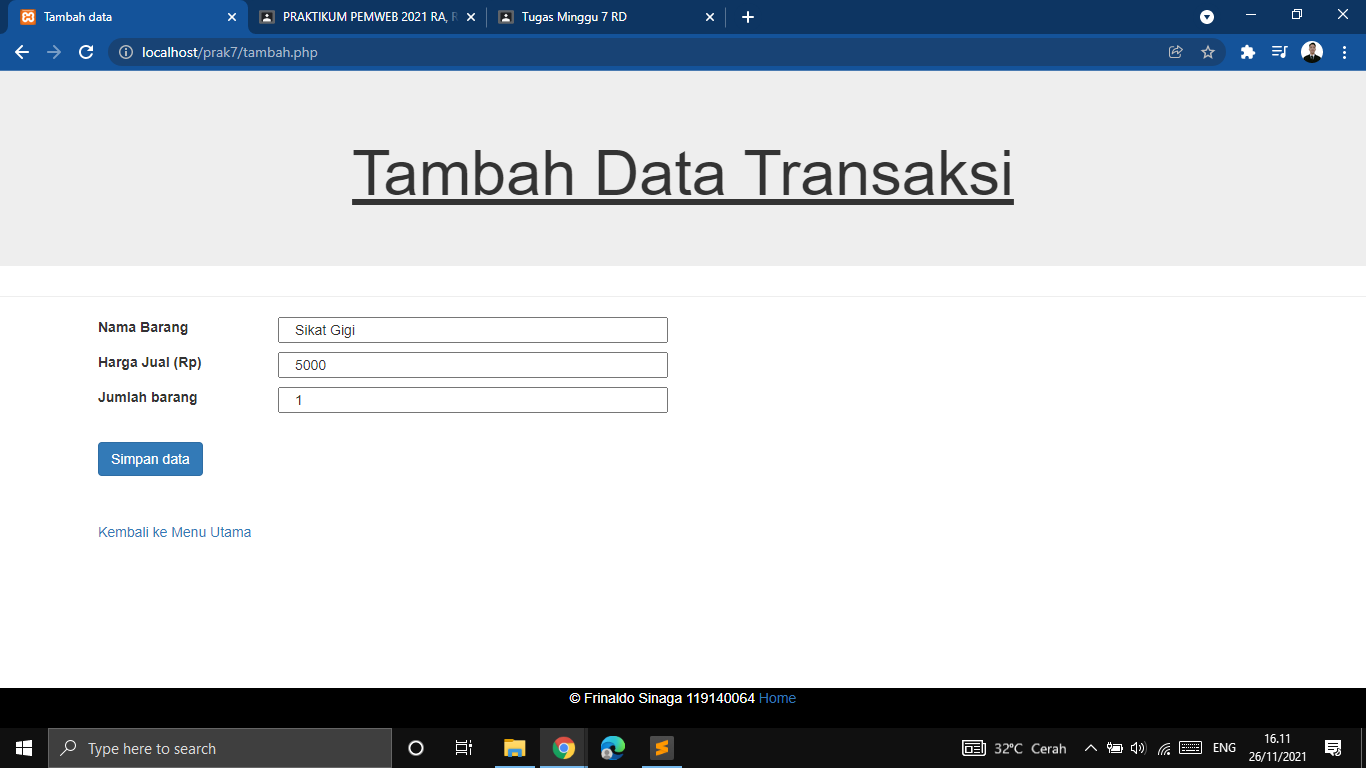 Tambah data
PRAKTIKUM PEMWEB 2021 RA, R
Tugas Minggu 7 RD
localhost/prak7/tambah.php
Tambah Data Transaksi
Nama Barang
Sikat Gigi
Harga Jual (Rp)
5000
Jumlah barang
1
Simpan data
Kembali ke Menu Utama
© Frinaldo Sinaga 119140064 Home
Type here to search
32°C Cerah
ENG
16.11
26/11/2021